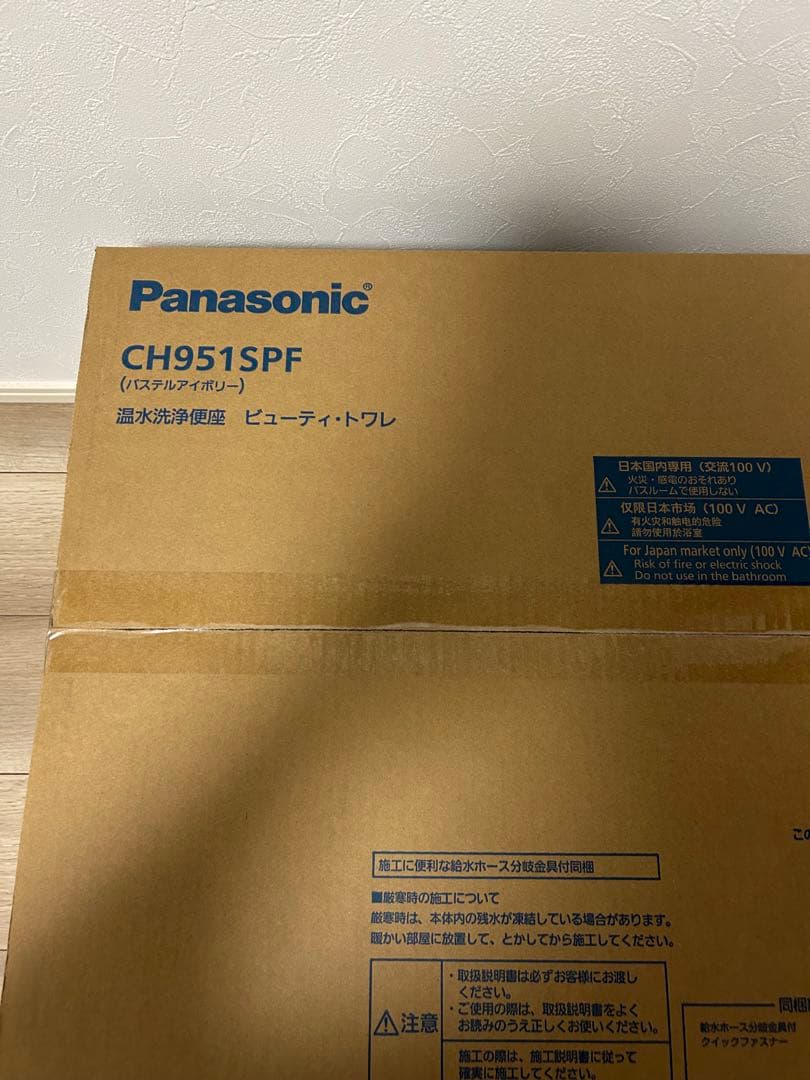 Panasonic®
CH951SPF
(パステルアイボリー)
温水洗浄便座 ビューティ・トワレ
日本国内専用(交流100 V)
火災・感電のおそれあり
バスルームで使用しない
仅限日本市场(100 V AC)
有火灾和触电的危险
請勿使用於浴室
For Japan market only (100 V AC)
Risk of fire or electric shock
Do not use in the bathroom
この
施工に便利な給水ホース分岐金具付同梱
■厳寒時の施工について
厳寒時は、本体内の残水が凍結している場合があります。
暖かい部屋に放置して、とかしてから施工してください。
注意
・取扱説明書は必ずお客様にお渡し
ください。
・ご使用の際は、取扱説明書をよく
お読みのうえ正しくお使いください。
施工の際は、施工説明書に従って
確実に施工してください。
同梱
給水ホース分岐金具付
クイックファスナー